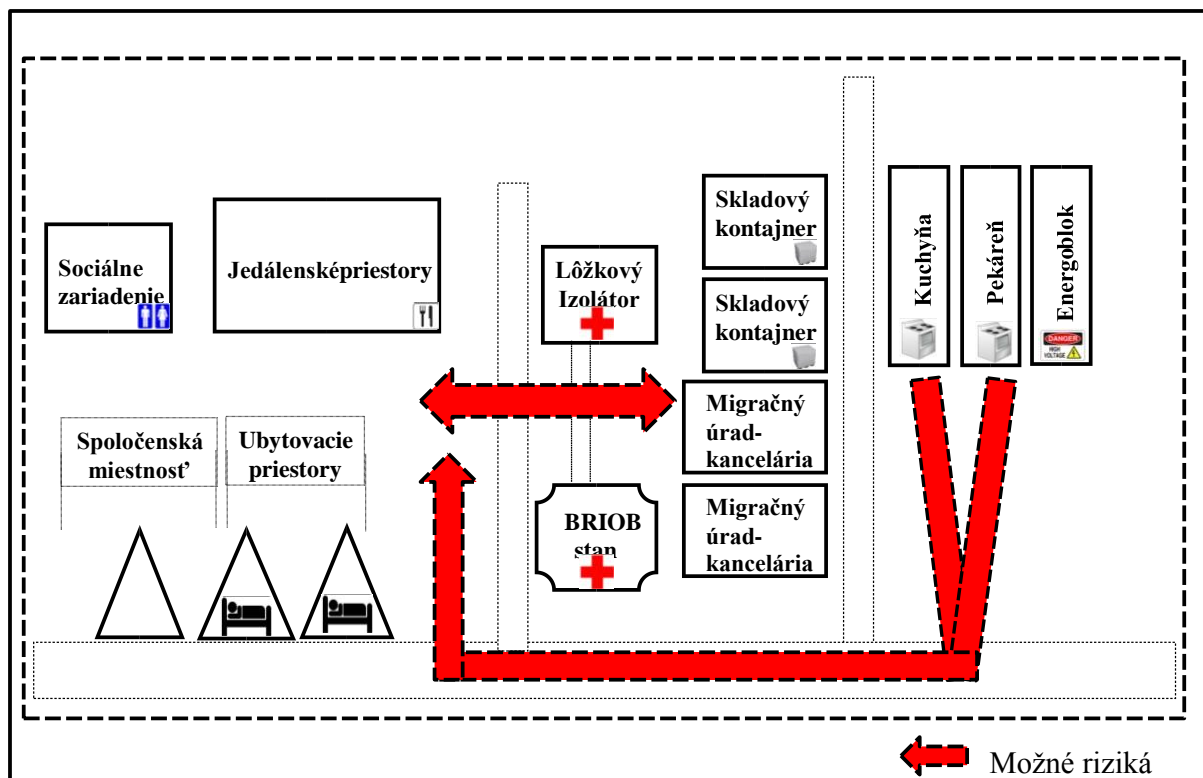 Sociálne
zariadenie
Jedálensképriestory
Lôžkový
Izolátor
Skladový
kontajner
Skladový
kontajner
Kuchyňa
Pekáreň
Energoblok
DANGER
HIGH
VOLTAGE
Spoločenská
miestnosť
Ubytovacie
priestory
BRIOB
stan
Migračný
úrad-
kancelária
Migračný
úrad-
kancelária
Možné riziká